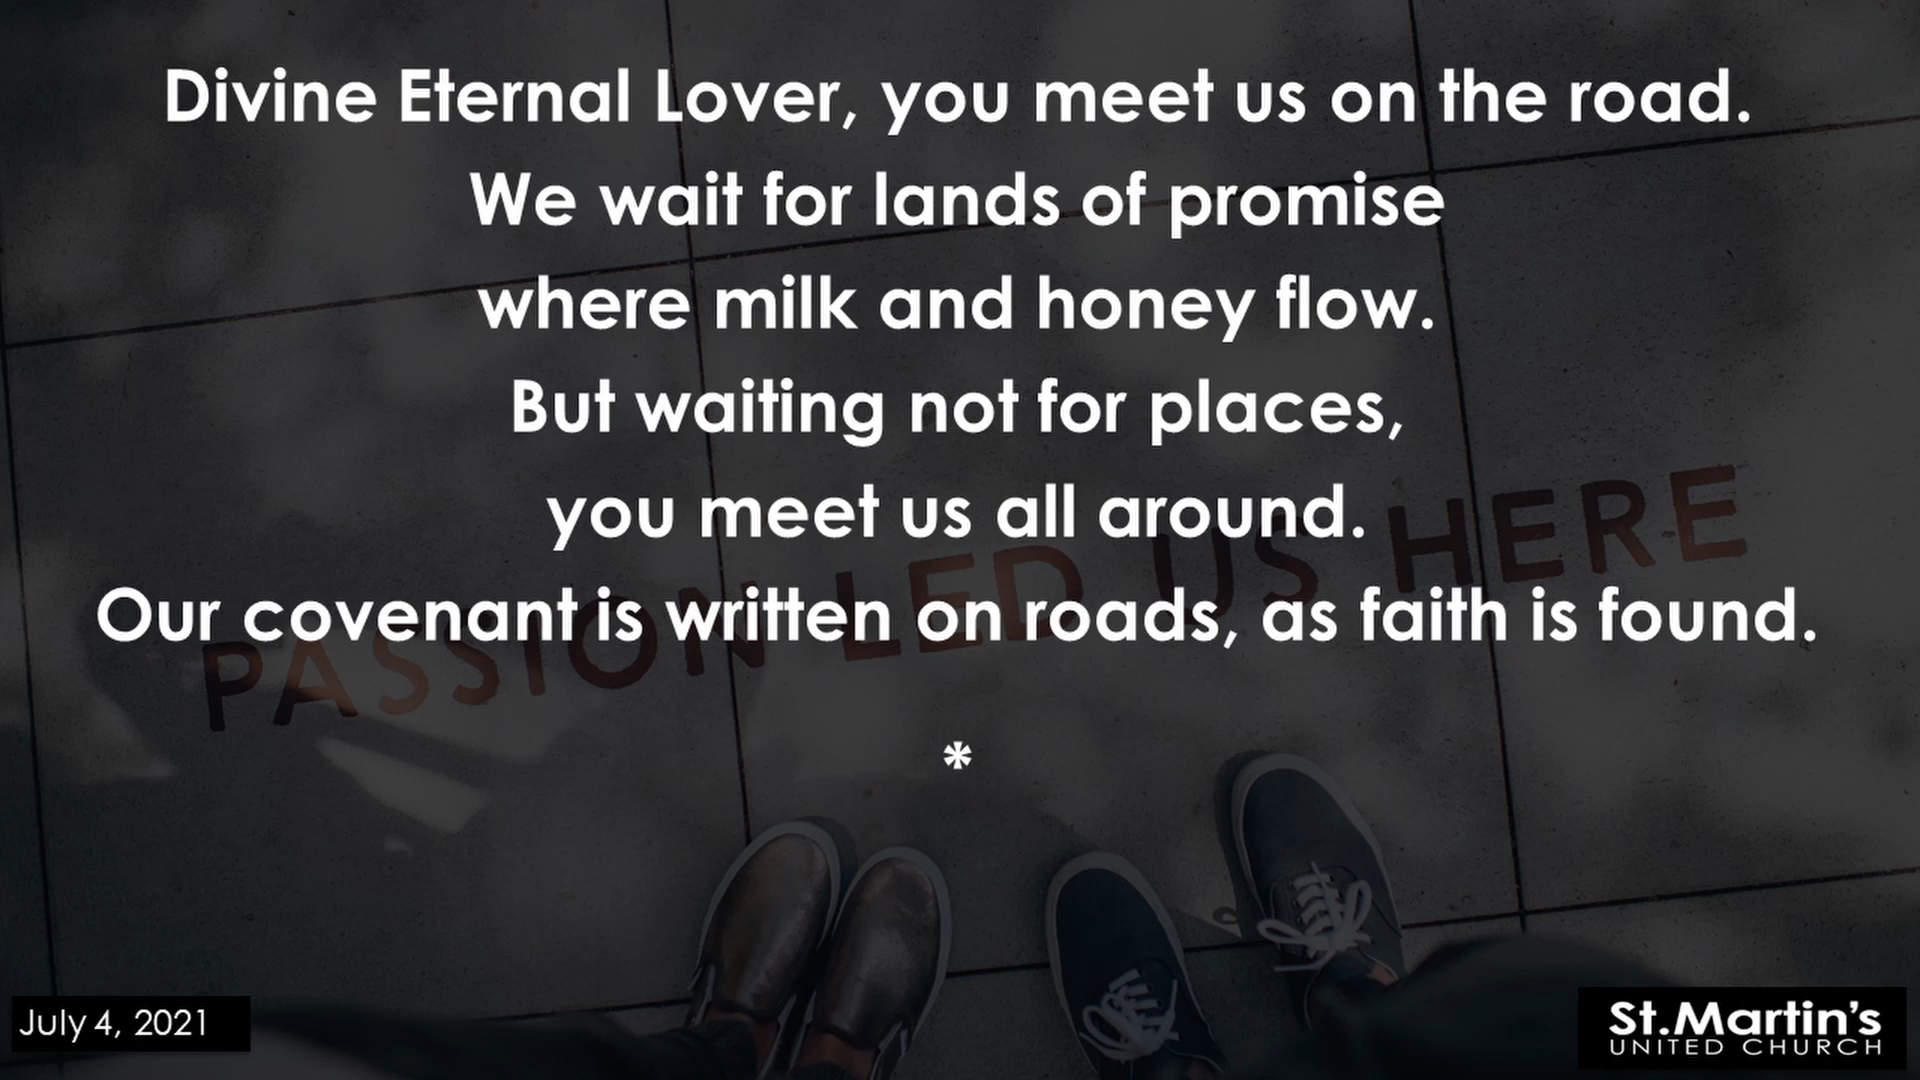 Divine Eternal Lover, you meet us on the road.
We wait for lands of promise
where milk and honey flow.
But waiting not for places,
you meet us all around.
Our covenant is written on roads, as faith is found.
PASSION LED US HERE
*
July 4, 2021
St.Martin's
UNITED CHURCH